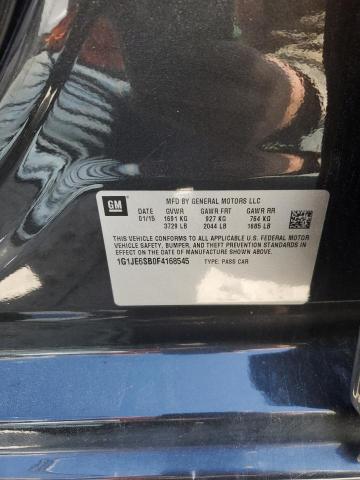 GM
MFD BY GENERAL MOTORS LLC
DATE GVWR GAWR FRT GAWR RR
01/15 1691 KG 927 KG 764 KG
3729 LB 2044 LB 1685 LB
THIS VEHICLE CONFORMS TO ALL APPLICABLE U.S. FEDERAL MOTOR
VEHICLE SAFETY, BUMPER, AND THEFT PREVENTION STANDARDS IN
EFFECT ON THE DATE OF MANUFACTURE SHOWN ABOVE.
1G1JE6SB0F4168545 TYPE: PASS CAR